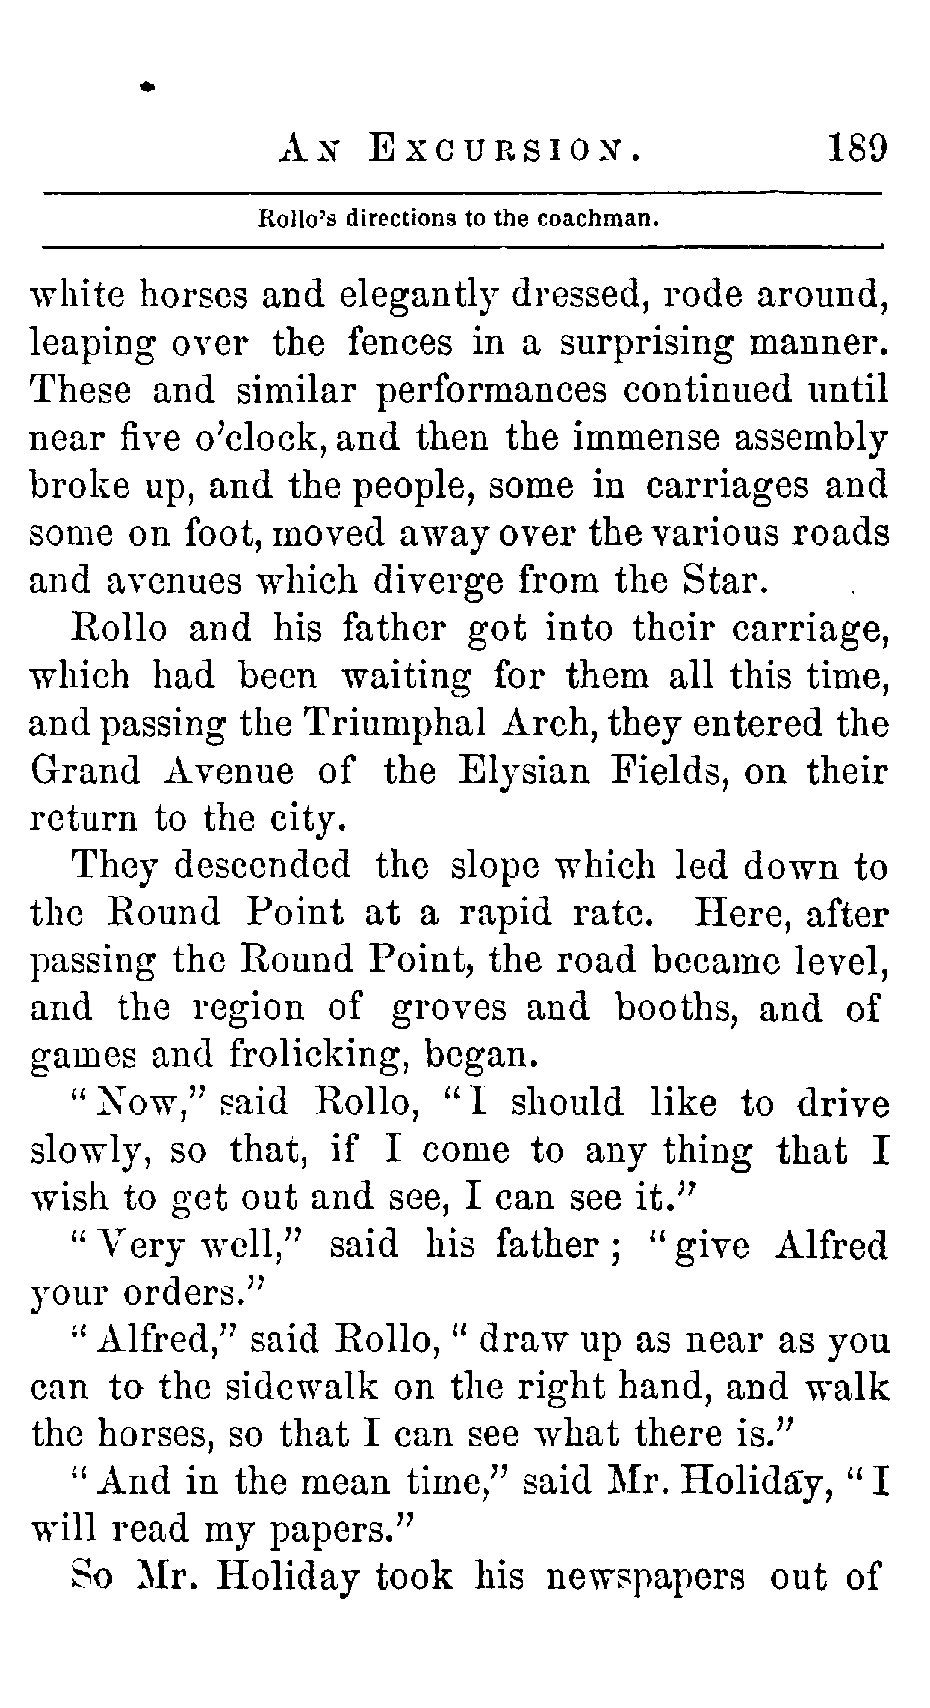 An Excursion. 189
Rollo's directions to the coachman.
white horses and elegantly dressed, rode around,
leaping over the fences in a surprising manner.
These and similar performances continued until
near five o'clock, and then the immense assembly
broke up, and the people, some in carriages and
some on foot, moved away over the various roads
and avenues which diverge from the Star.
Rollo and his father got into their carriage,
which had been waiting for them all this time,
and passing the Triumphal Arch, they entered the
Grand Avenue of the Elysian Fields, on their
return to the city.
They descended the slope which led down to
the Round Point at a rapid rate. Here, after
passing the Round Point, the road became level,
and the region of groves and booths, and of
games and frolicking, began.
"Now," said Rollo, "I should like to drive
slowly, so that, if I come to any thing that I
wish to get out and see, I can see it."
"Very well," said his father; "give Alfred
your orders."
"Alfred," said Rollo, "draw up as near as you
can to the sidewalk on the right hand, and walk
the horses, so that I can see what there is."
"And in the mean time," said Mr. Holiday, "I
will read my papers."
So Mr. Holiday took his newspapers out of